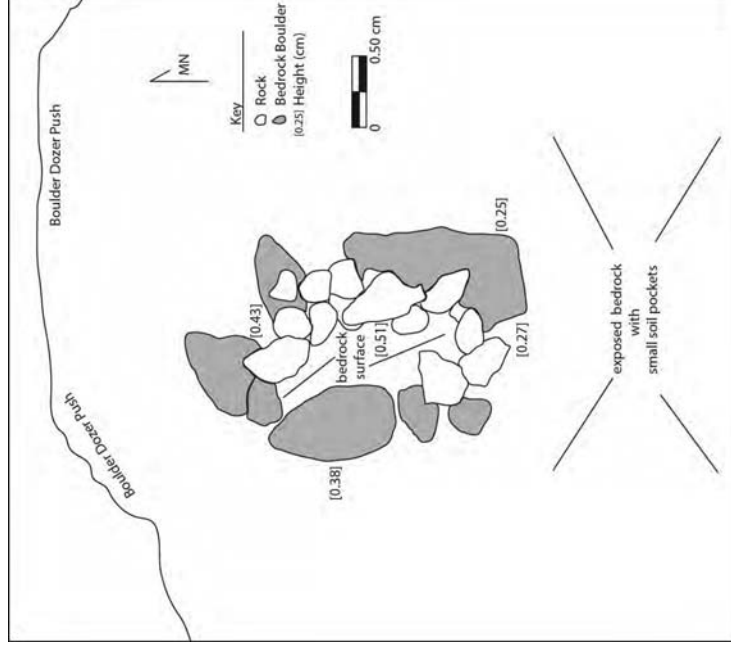 Boulder Dozer Push
Boulder Dozer Push
MN
Key
Rock
Bedrock Boulder
[0.25] Height (cm)
0
0.50 cm
[0.43]
[0.51]
bedrock
surface
[0.38]
[0.25]
[0.27]
exposed bedrock
with
small soil pockets